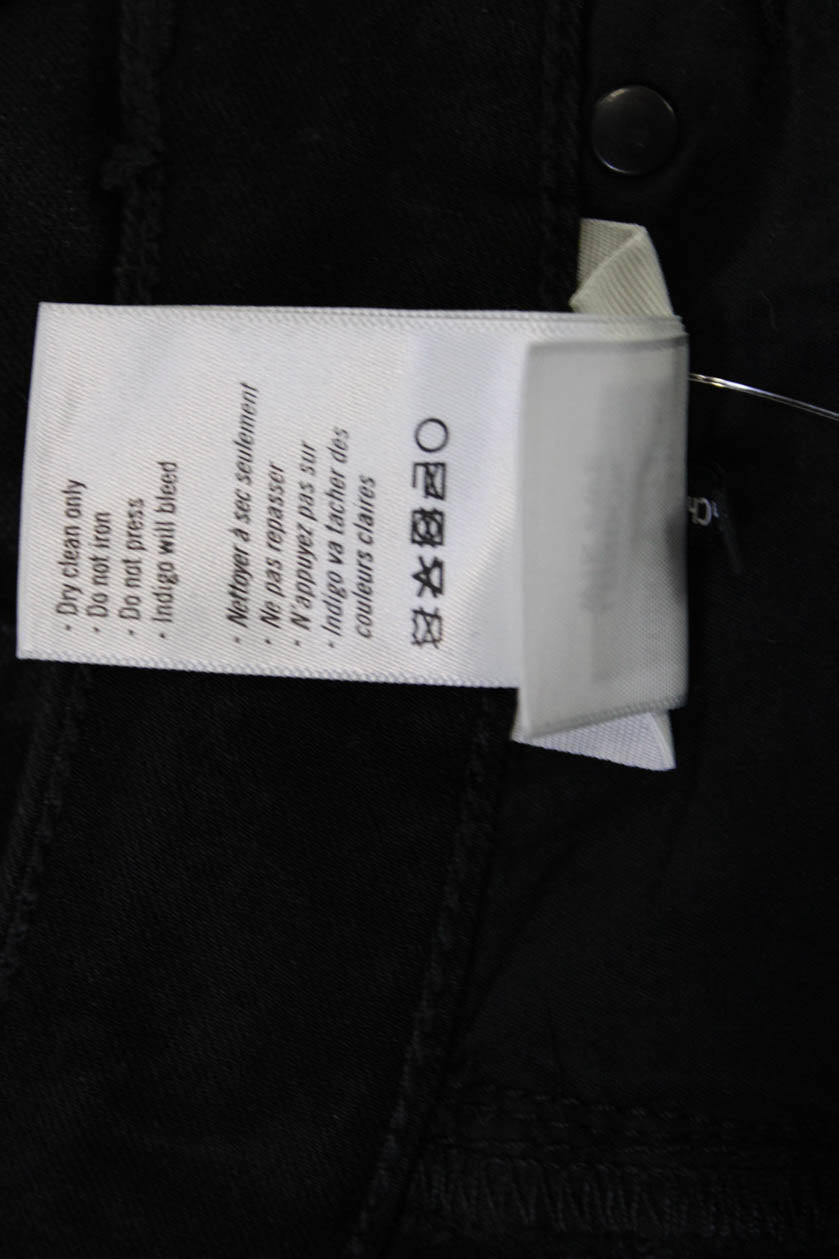 · Dry clean only
· Do not iron
· Do not press
· Indigo will bleed
· Nettoyer à sec seulement
· Ne pas repasser
· N'appuyez pas sur
· Indigo va tacher des
couleurs claires